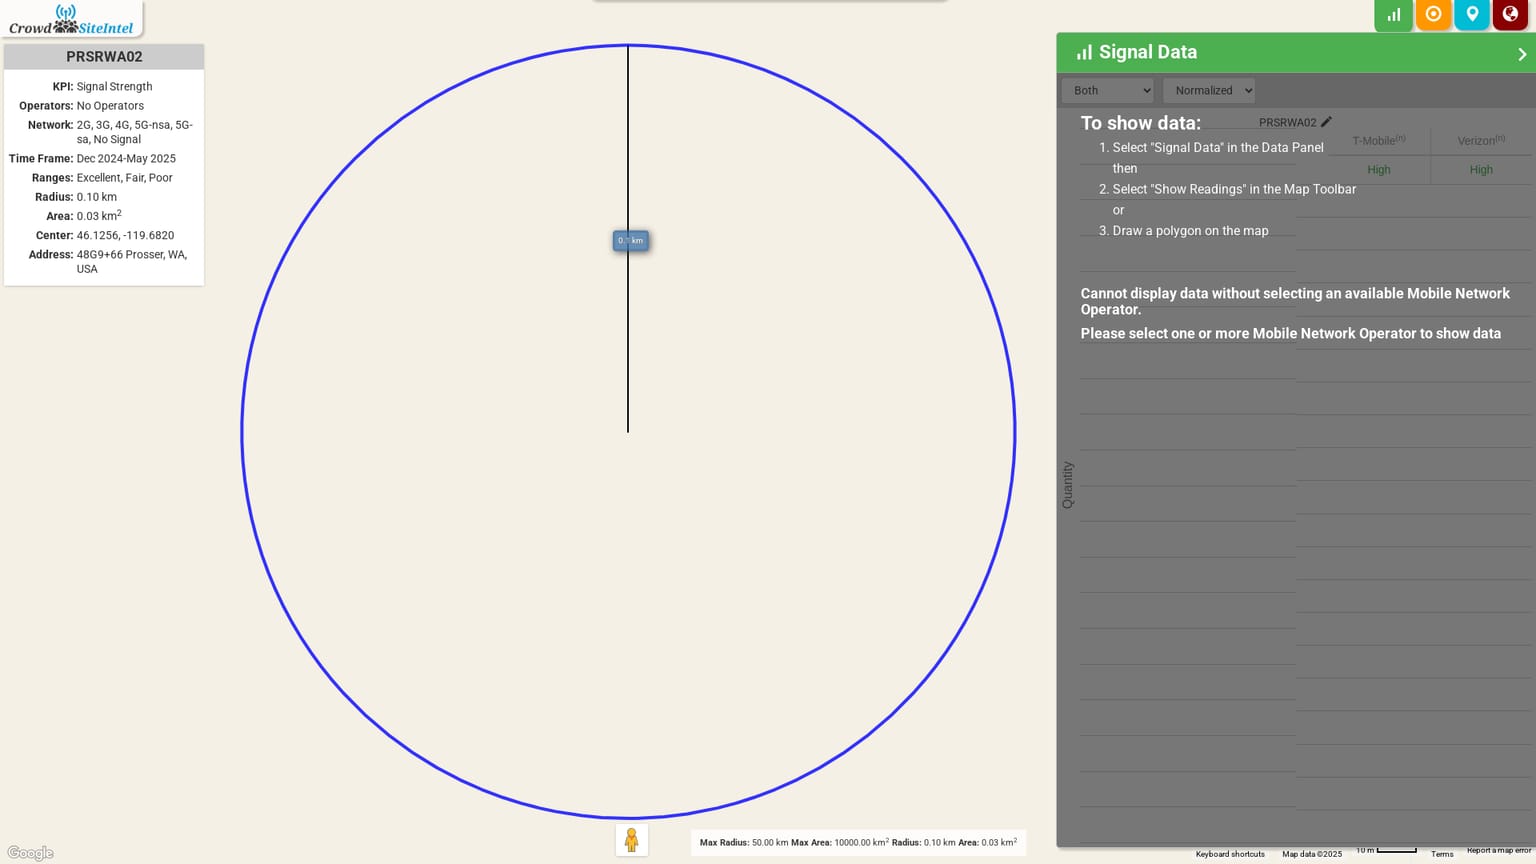 Crowd SiteIntel
PRSRWA02
KPI: Signal Strength
Operators: No Operators
Network: 2G, 3G, 4G, 5G-nsa, 5G-
sa, No Signal
Time Frame: Dec 2024-May 2025
Ranges: Excellent, Fair, Poor
Radius: 0.10 km
Area: 0.03 km²
Center: 46.1256, -119.6820
Address: 48G9+66 Prosser, WA,
USA
0.1 km
Signal Data
Both
Normalized
To show data:
PRSRWA02
T-Mobile(n)
Verizon(n)
High
High
1. Select "Signal Data" in the Data Panel
then
2. Select "Show Readings" in the Map Toolbar
or
3. Draw a polygon on the map
Cannot display data without selecting an available Mobile Network
Operator.
Please select one or more Mobile Network Operator to show data
Quantity
Max Radius: 50.00 km Max Area: 10000.00 km² Radius: 0.10 km Area: 0.03 km²
Google
Keyboard shortcuts
Map data ©2025
10 m
Terms
Report a map error